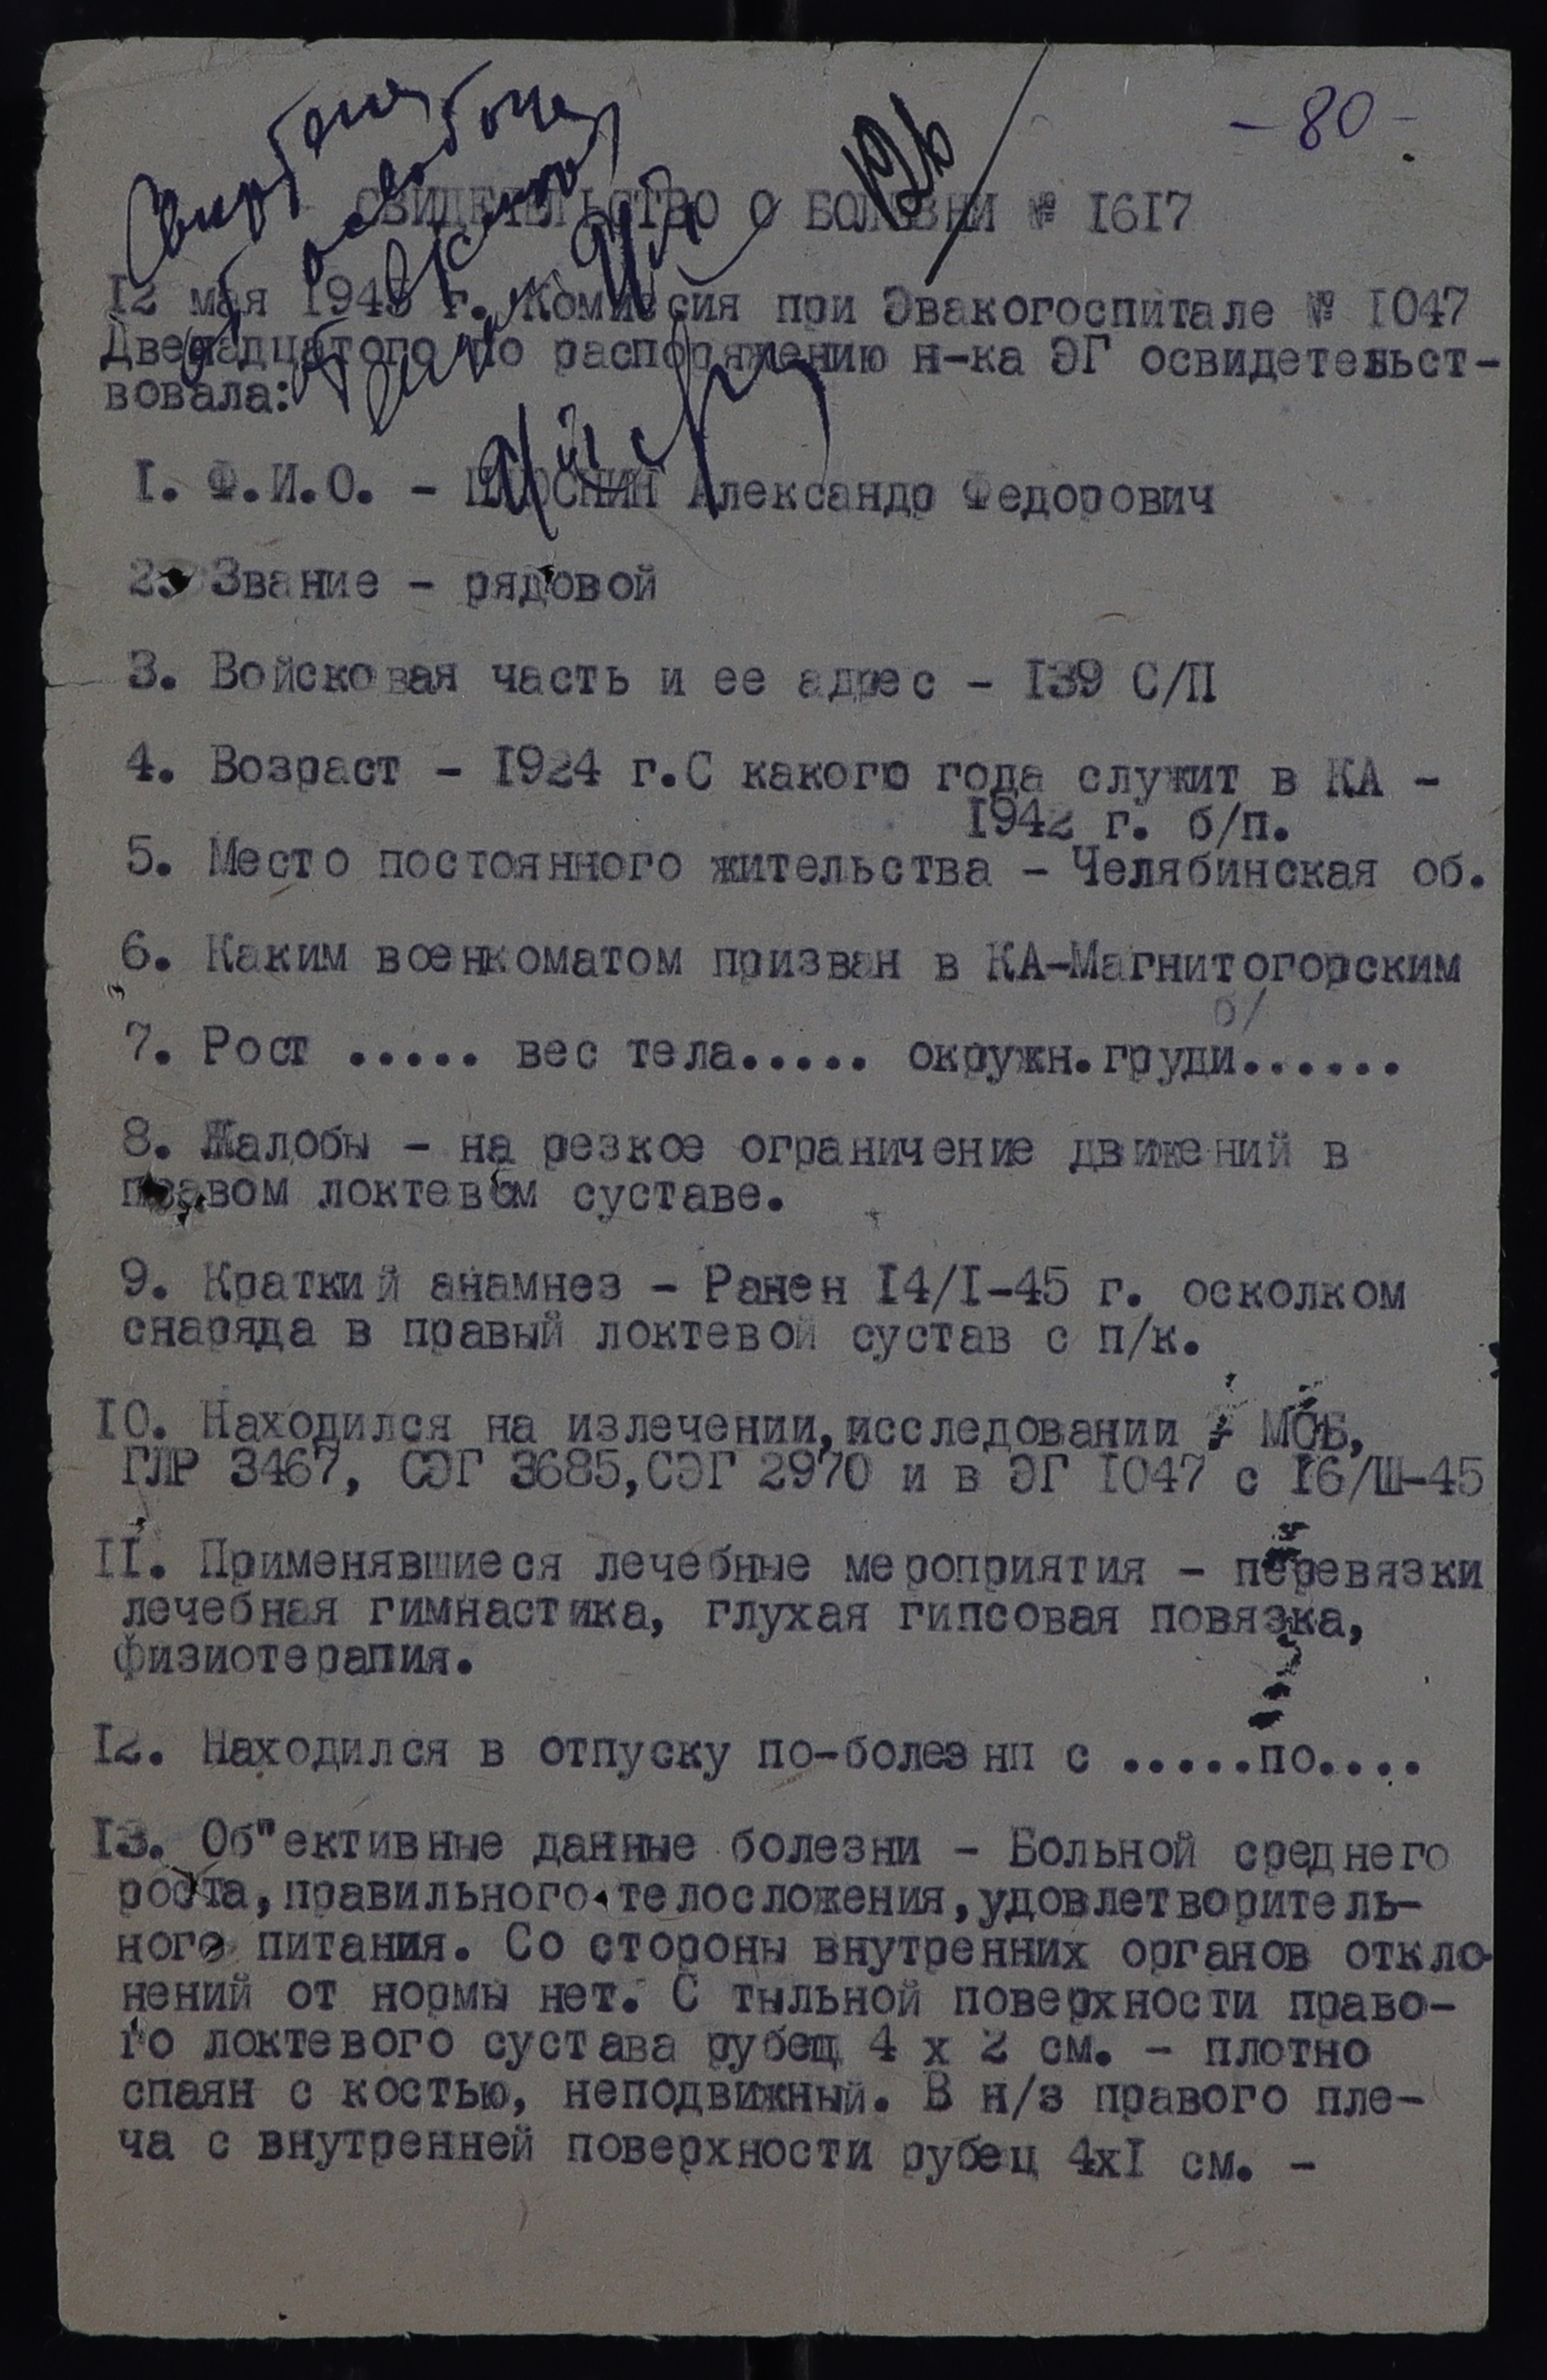 - 80 -
126
СВИДЕТЕЛЬСТВО О БОЛЕЗНИ № 1617
12 мая 1945 г. Комиссия при Эвакогоспитале № 1047
Двенадцатого по распоряжению н-ка ЭГ освидетельст-
вовала:
1. Ф.И.О. - Александр Федорович
2. Звание - рядовой
3. Войсковая часть и ее адрес - 139 С/П
4. Возраст - 1924 г.С какого года служит в КА -
1942 г. б/п.
5. Место постоянного жительства - Челябинская об.
6. Каким военкоматом призван в КА-Магнитогорским
б/
7. Рост ..... вес тела..... окружн.груди......
8. Жалобы - на резкое ограничение движений в
правом локтевом суставе.
9. Краткий анамнез - Ранен I4/I-45 г. осколком
снаряда в правый локтевой сустав с п/к.
10. Находился на излечении,исследовании : МСБ,
ГЛР 3467, СЭГ 3685,СЭГ 2970 и в ЭГ 1047 с 16/Ш-45
11. Применявшиеся лечебные мероприятия - перевязки
лечебная гимнастика, глухая гипсовая повязка,
физиотерапия.
12. Находился в отпуску по-болезни с .....по....
13. Об"ективные данные болезни - Больной среднего
роста,правильного телосложения,удовлетворитель-
ного питания. Со стороны внутренних органов откло-
нений от нормы нет. С тыльной поверхности право-
го локтевого сустава рубец 4 х 2 см. - плотно
спаян с костью, неподвижный. В н/з правого пле-
ча с внутренней поверхности рубец 4х1 см. -